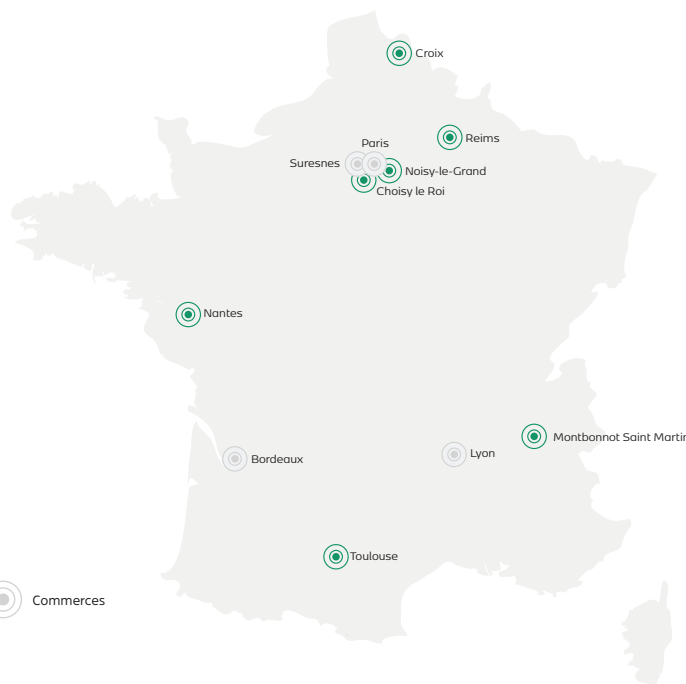 Croix
Reims
Paris
Suresnes
Noisy-le-Grand
Choisy le Roi
Nantes
Montbonnot Saint Martin
Lyon
Bordeaux
Toulouse
Commerces